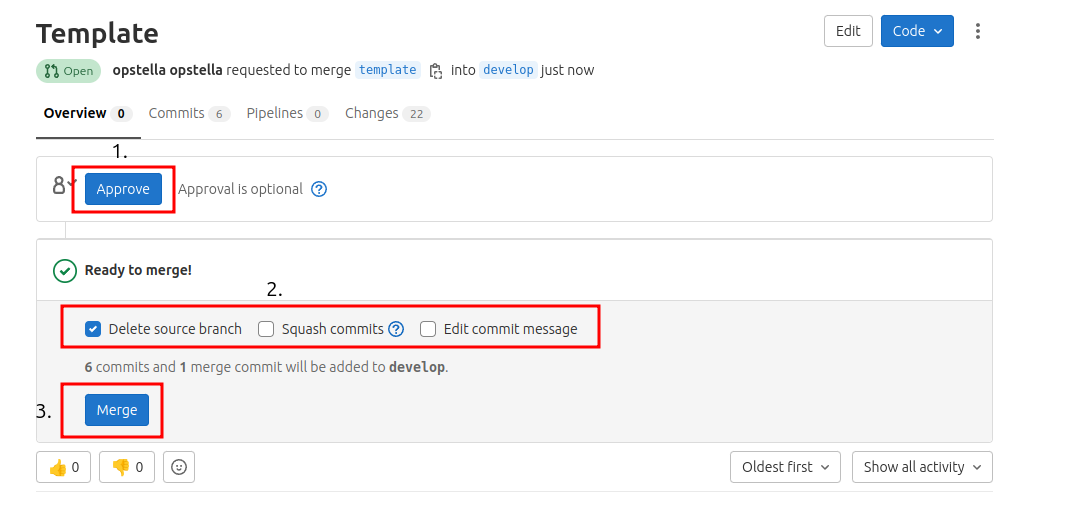 Template
Edit
Code
Open opstella opstella requested to merge template into develop just now
Overview 0 Commits 6 Pipelines 0 Changes 22
1.
Approve Approval is optional ?
Ready to merge!
2.
Delete source branch Squash commits ? Edit commit message
6 commits and 1 merge commit will be added to develop.
3. Merge
👍 0 👎 0 Oldest first Show all activity